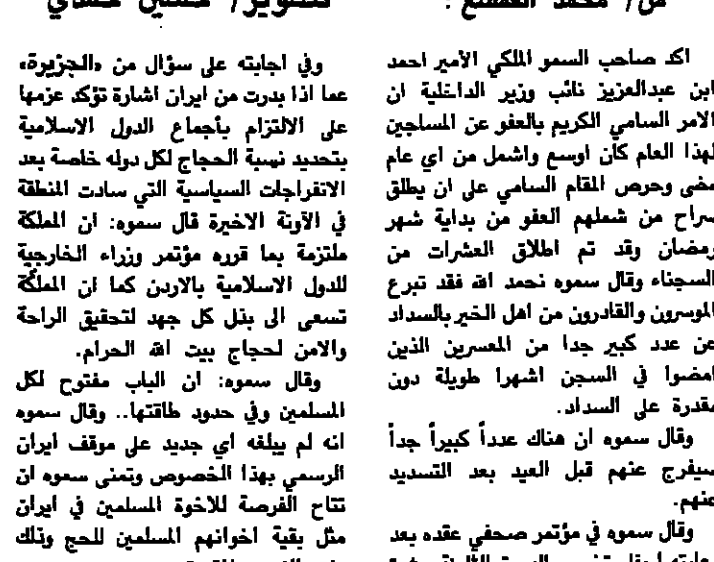 من/ محمد
تصوير/ حسين
اكد صاحب السمو الملكي الأمير احمد
ابن عبدالعزيز نائب وزير الداخلية ان
الامر السامي الكريم بالعفو عن المساجين
لهذا العام كان اوسع واشمل من اي عام
مضى وحرص المقام السامي على ان يطلق
سراح من شملهم العفو من بداية شهر
رمضان وقد تم اطلاق العشرات من
السجناء وقال سموه نحمد الله فقد تبرع
الموسرون والقادرون من اهل الخير بالسداد
عن عدد كبير جدا من المعسرين الذين
امضوا في السجن اشهرا طويلة دون
مقدرة على السداد.
وقال سموه ان هناك عدداً كبيراً جداً
سيفرج عنهم قبل العيد بعد التسديد
عنهم.
وقال سموه في مؤتمر صحفي عقده بعد
وفي اجابته على سؤال من «الجزيرة»
عما اذا بدرت من ايران اشارة تؤكد عزمها
على الالتزام بأجماع الدول الاسلامية
بتحديد نسبة الحجاج لكل دوله خاصة بعد
الانفراجات السياسية التي سادت المنطقة
في الآونة الاخيرة قال سموه: ان المملكة
ملتزمة بما قرره مؤتمر وزراء الخارجية
للدول الاسلامية بالاردن كما ان المملكة
تسعى الى بذل كل جهد لتحقيق الراحة
والامن لحجاج بيت الله الحرام.
وقال سموه: ان الباب مفتوح لكل
المسلمين وفي حدود طاقتها.. وقال سموه
انه لم يبلغه اي جديد على موقف ايران
الرسمي بهذا الخصوص وتمنى سموه ان
تتاح الفرصة للاخوة المسلمين في ايران
مثل بقية اخوانهم المسلمين للحج وذلك